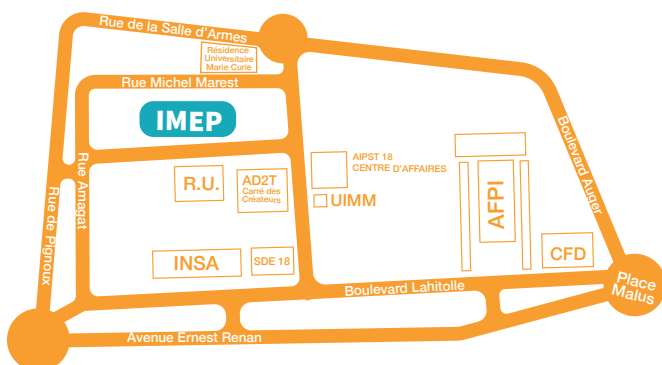 Rue de la Salle d'Armes
Résidence
Universitaire
Marie Curie
Rue Michel Marest
IMEP
Rue Amagat
Rue de Pignoux
R.U.
AD2T
Carré des
Créateurs
AIPST 18
CENTRE D'AFFAIRES
UIMM
AFPI
Boulevard Auger
INSA
SDE 18
CFD
Boulevard Lahitolle
Place
Malus
Avenue Ernest Renan